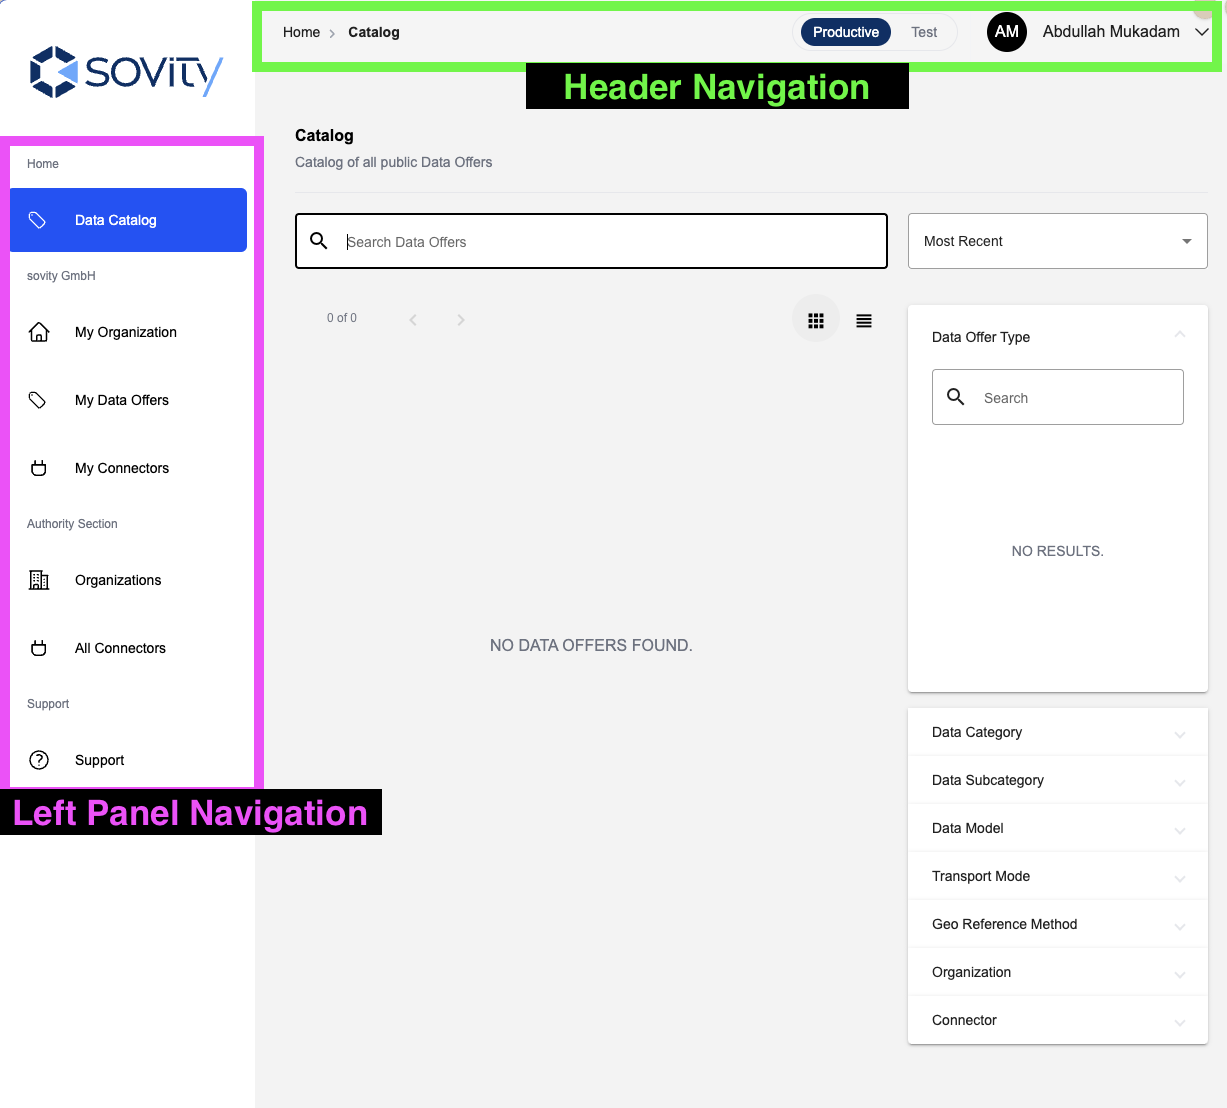 Home > Catalog
Productive Test
AM Abdullah Mukadam
Header Navigation
sovity
Home
Data Catalog
sovity GmbH
My Organization
My Data Offers
My Connectors
Authority Section
Organizations
All Connectors
Support
Support
Left Panel Navigation
Catalog
Catalog of all public Data Offers
Search Data Offers
Most Recent
0 of 0
NO DATA OFFERS FOUND.
Data Offer Type
Search
NO RESULTS.
Data Category
Data Subcategory
Data Model
Transport Mode
Geo Reference Method
Organization
Connector